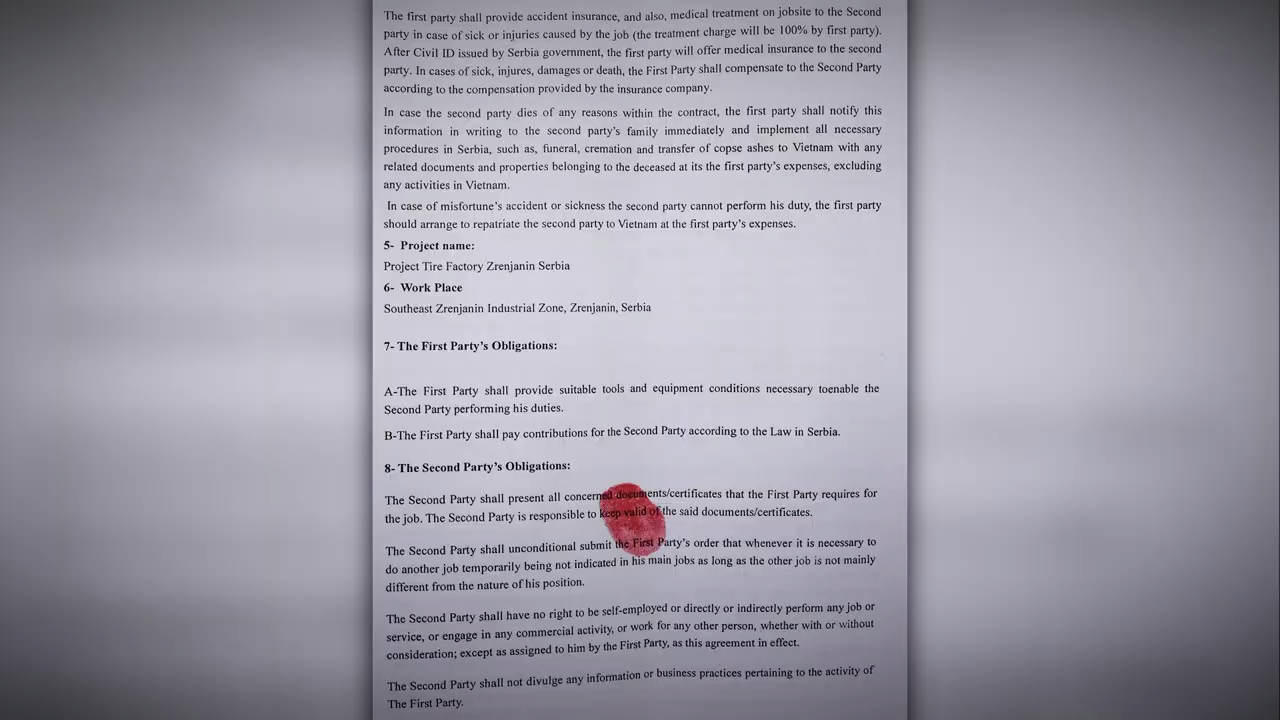 The first party shall provide accident insurance, and also, medical treatment on jobsite to the Second
party in case of sick or injuries caused by the job (the treatment charge will be 100% by first party).
After Civil ID issued by Serbia government, the first party will offer medical insurance to the second
party. In cases of sick, injures, damages or death, the First Party shall compensate to the Second Party
according to the compensation provided by the insurance company.
In case the second party dies of any reasons within the contract, the first party shall notify this
information in writing to the second party's family immediately and implement all necessary
procedures in Serbia, such as, funeral, cremation and transfer of copse ashes to Vietnam with any
related documents and properties belonging to the deceased at its the first party's expenses, excluding
any activities in Vietnam.
In case of misfortune's accident or sickness the second party cannot perform his duty, the first party
should arrange to repatriate the second party to Vietnam at the first party's expenses.
5- Project name:
Project Tire Factory Zrenjanin Serbia
6- Work Place
Southeast Zrenjanin Industrial Zone, Zrenjanin, Serbia
7- The First Party's Obligations:
A-The First Party shall provide suitable tools and equipment conditions necessary toenable the
Second Party performing his duties.
B-The First Party shall pay contributions for the Second Party according to the Law in Serbia.
8- The Second Party's Obligations:
The Second Party shall present all concerned documents/certificates that the First Party requires for
the job. The Second Party is responsible to keep valid of the said documents/certificates.
The Second Party shall unconditional submit the First Party's order that whenever it is necessary to
do another job temporarily being not indicated in his main jobs as long as the other job is not mainly
different from the nature of his position.
The Second Party shall have no right to be self-employed or directly or indirectly perform any job or
service, or engage in any commercial activity, or work for any other person, whether with or without
consideration; except as assigned to him by the First Party, as this agreement in effect.
The Second Party shall not divulge any information or business practices pertaining to the activity of
The First Party.